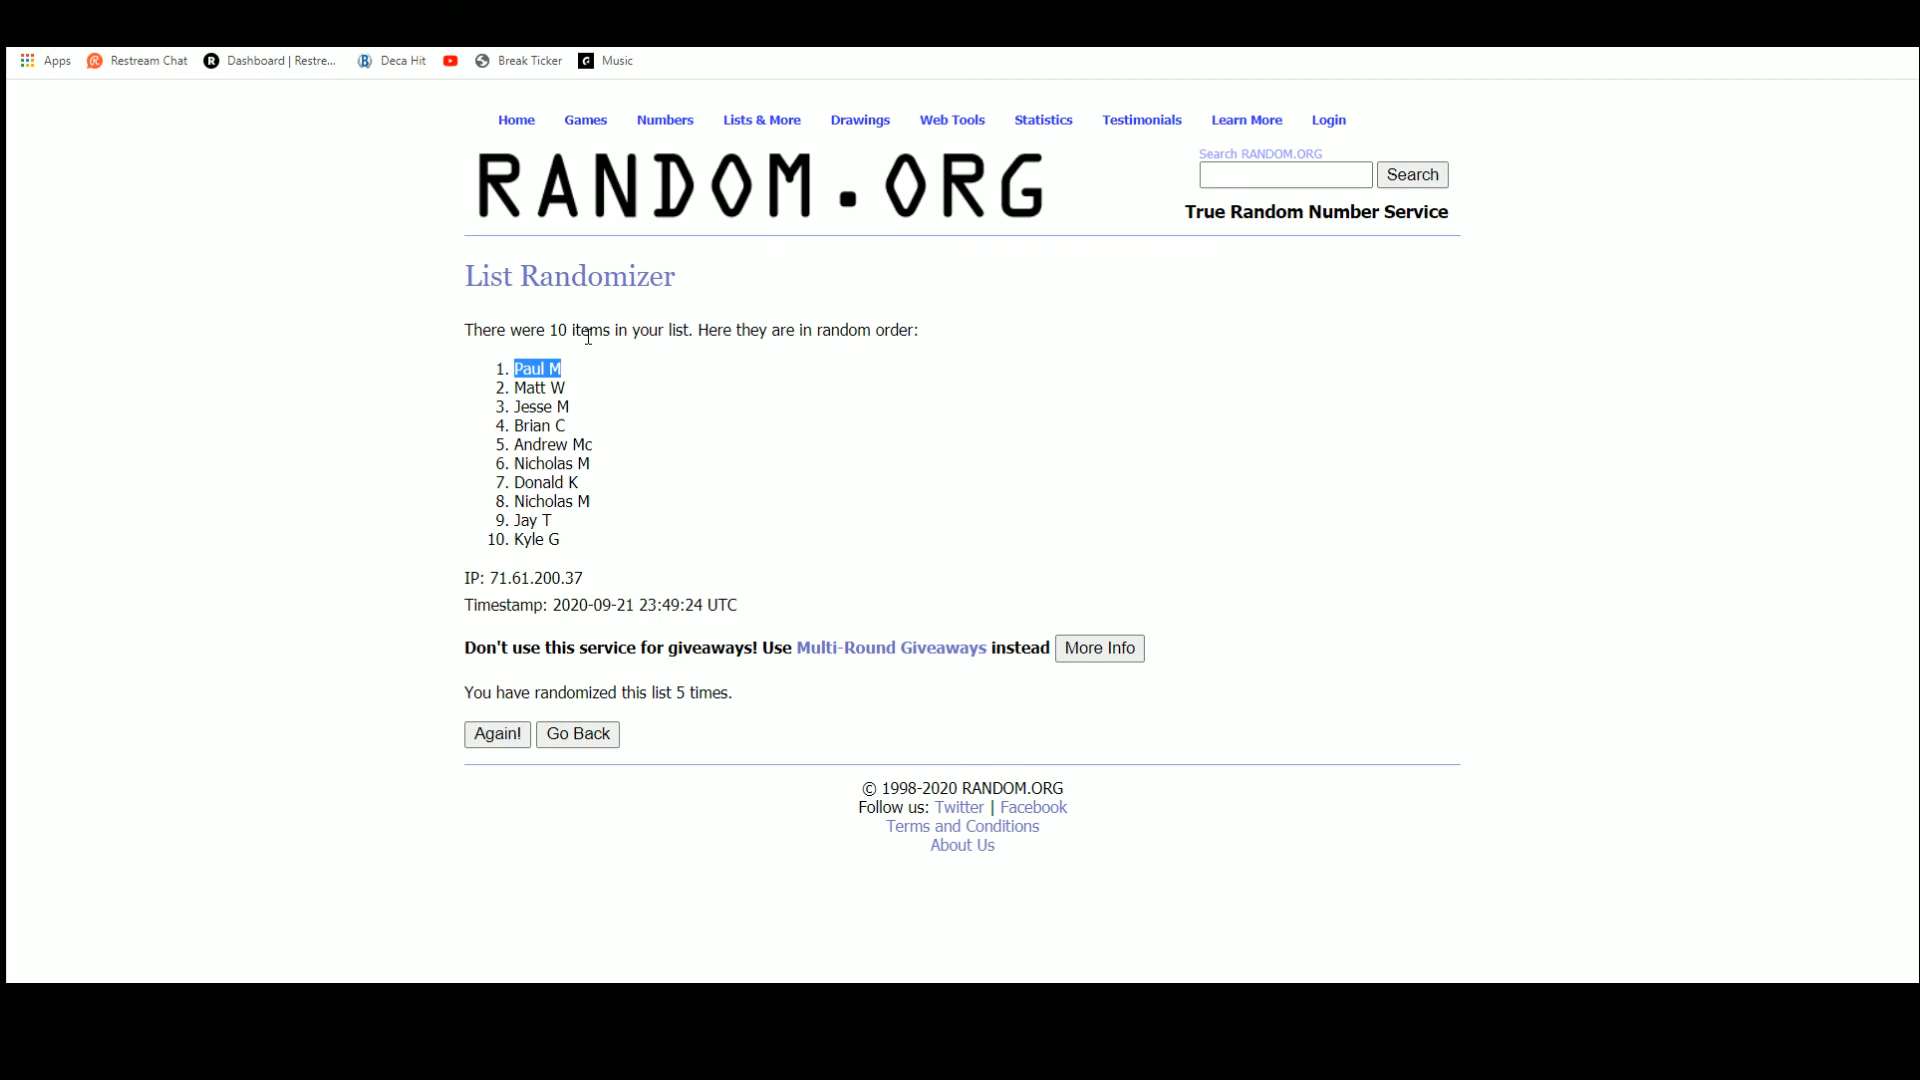 Apps Restream Chat Dashboard | Restre... Deca Hit Break Ticker Music
Home Games Numbers Lists & More Drawings Web Tools Statistics Testimonials Learn More Login
RANDOM.ORG
Search RANDOM.ORG
Search
True Random Number Service
List Randomizer
There were 10 items in your list. Here they are in random order:
1. Paul M
2. Matt W
3. Jesse M
4. Brian C
5. Andrew Mc
6. Nicholas M
7. Donald K
8. Nicholas M
9. Jay T
10. Kyle G
IP: 71.61.200.37
Timestamp: 2020-09-21 23:49:24 UTC
Don't use this service for giveaways! Use Multi-Round Giveaways instead More Info
You have randomized this list 5 times.
Again! Go Back
© 1998-2020 RANDOM.ORG
Follow us: Twitter | Facebook
Terms and Conditions
About Us